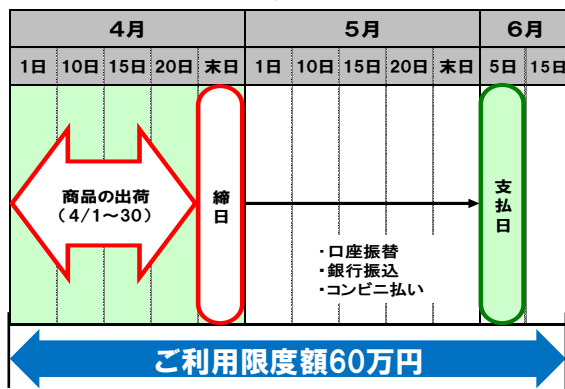 4月 5月 6月
1日 10日 15日 20日 末日 1日 10日 15日 20日 末日 5日 15日
商品の出荷
（4/1～30）
締日
支払日
・口座振替
・銀行振込
・コンビニ払い
ご利用限度額60万円